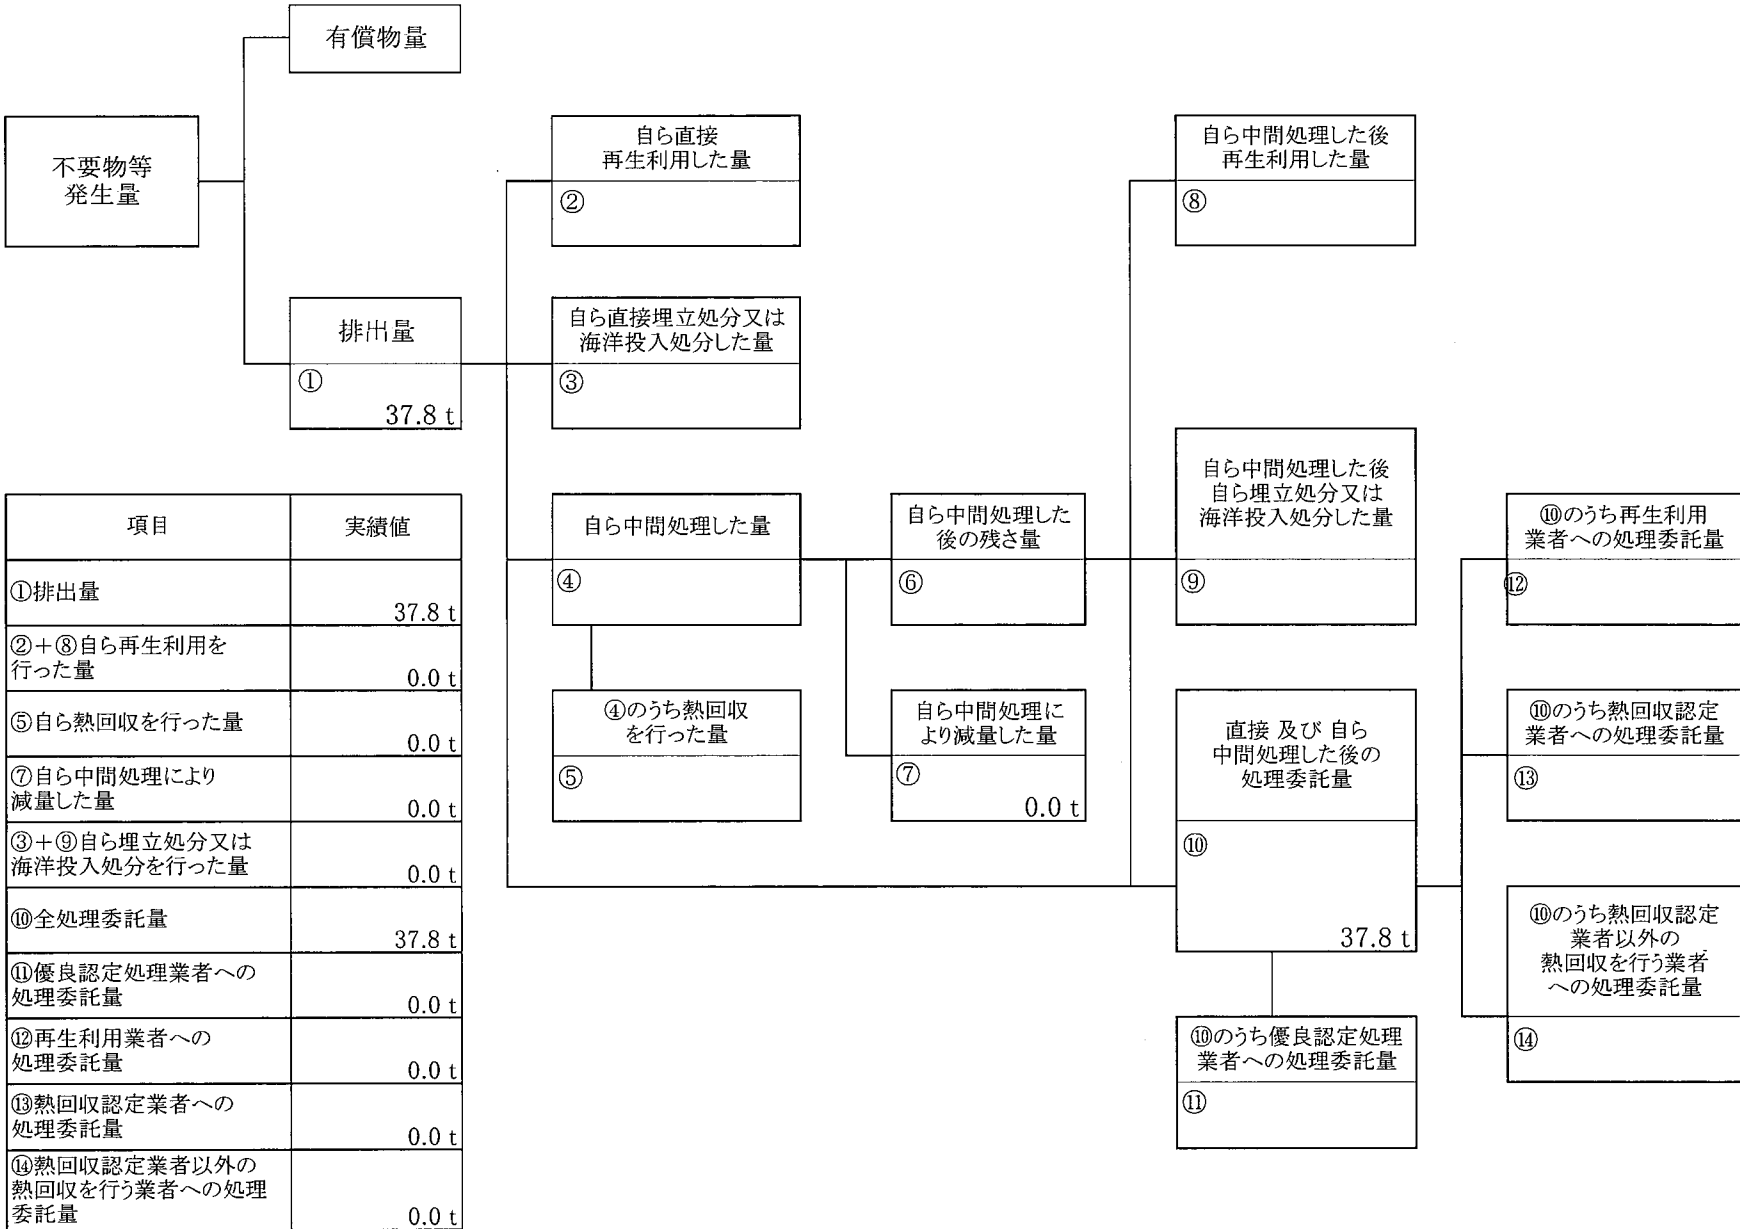 有償物量
不要物等
発生量
自ら直接
再生利用した量
②
自ら中間処理した後
再生利用した量
⑧
排出量
①
37.8 t
自ら直接埋立処分又は
海洋投入処分した量
③
自ら中間処理した量
④
自ら中間処理した
後の残さ量
⑥
自ら中間処理した後
自ら埋立処分又は
海洋投入処分した量
⑨
⑩のうち再生利用
業者への処理委託量
⑫
④のうち熱回収
を行った量
⑤
自ら中間処理に
より減量した量
⑦
0.0 t
直接 及び 自ら
中間処理した後の
処理委託量
⑩
37.8 t
⑩のうち熱回収認定
業者への処理委託量
⑬
⑩のうち熱回収認定
業者以外の
熱回収を行う業者
への処理委託量
⑭
⑩のうち優良認定処理
業者への処理委託量
⑪
項目 実績値
①排出量
37.8 t
②+⑧自ら再生利用を
行った量
0.0 t
⑤自ら熱回収を行った量
0.0 t
⑦自ら中間処理により
減量した量
0.0 t
③+⑨自ら埋立処分又は
海洋投入処分を行った量
0.0 t
⑩全処理委託量
37.8 t
⑪優良認定処理業者への
処理委託量
0.0 t
⑫再生利用業者への
処理委託量
0.0 t
⑬熱回収認定業者への
処理委託量
0.0 t
⑭熱回収認定業者以外の
熱回収を行う業者への処理
委託量
0.0 t